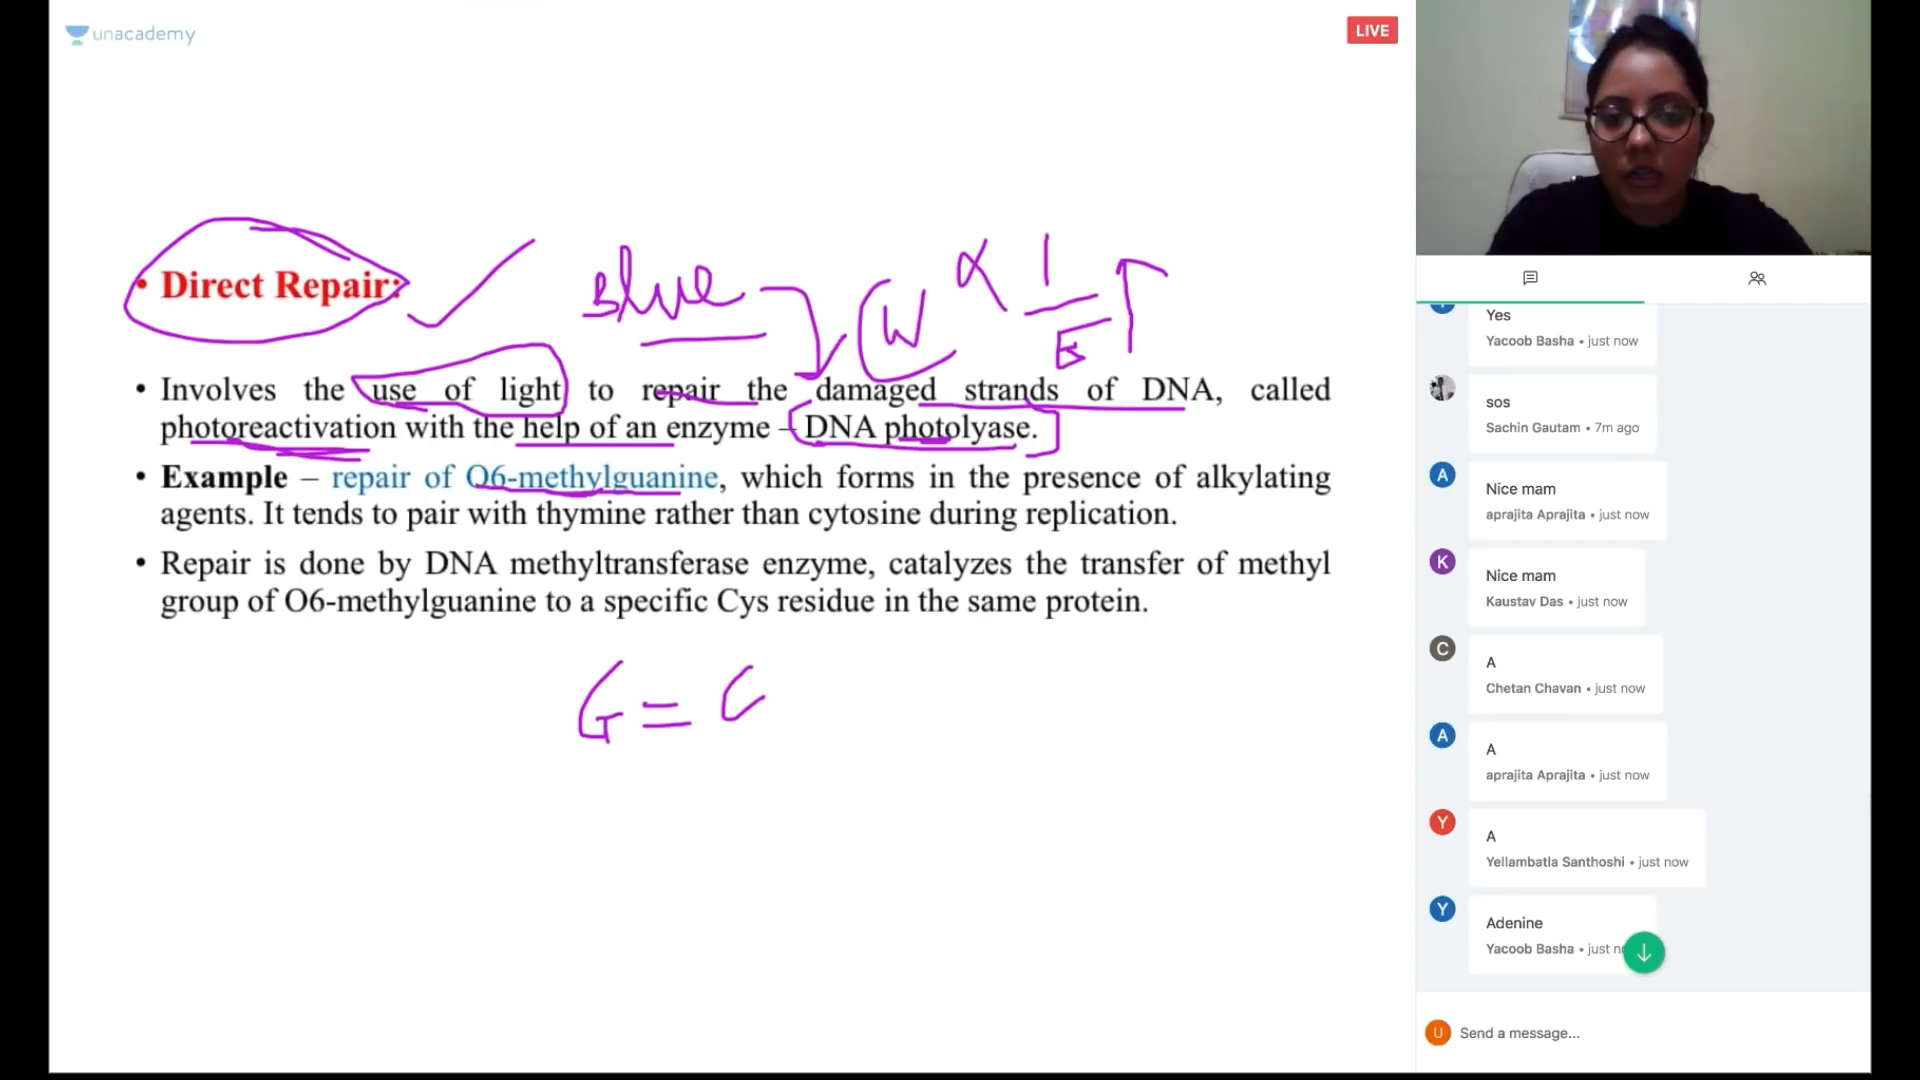 unacademy
LIVE
Blue
W ∝ 1/E ↑
• Direct Repair:
• Involves the use of light to repair the damaged strands of DNA, called
photoreactivation with the help of an enzyme – DNA photolyase.
• Example – repair of O6-methylguanine, which forms in the presence of alkylating
agents. It tends to pair with thymine rather than cytosine during replication.
• Repair is done by DNA methyltransferase enzyme, catalyzes the transfer of methyl
group of O6-methylguanine to a specific Cys residue in the same protein.
G = C
Yes
Yacoob Basha • just now
sos
Sachin Gautam • 7m ago
A
Nice mam
aprajita Aprajita • just now
K
Nice mam
Kaustav Das • just now
C
A
Chetan Chavan • just now
A
A
aprajita Aprajita • just now
Y
A
Yellambatla Santhoshi • just now
Y
Adenine
Yacoob Basha • just
U
Send a message...